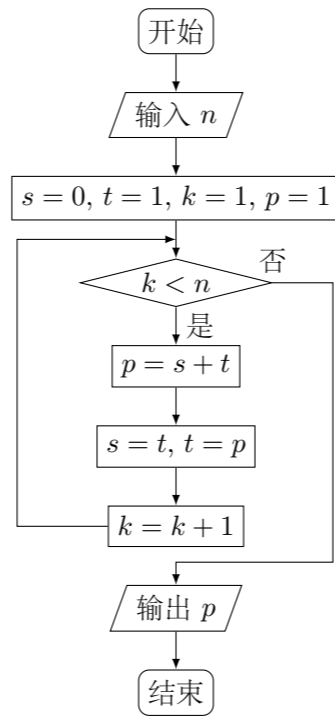 开始
输入 n
s = 0, t = 1, k = 1, p = 1
k < n
否
是
p = s + t
s = t, t = p
k = k + 1
输出 p
结束